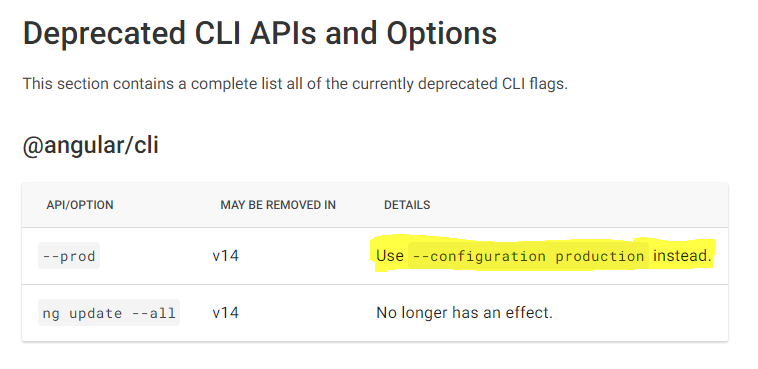 Deprecated CLI APIs and Options
This section contains a complete list all of the currently deprecated CLI flags.
@angular/cli
API/OPTION MAY BE REMOVED IN DETAILS
--prod v14 Use --configuration production instead.
ng update --all v14 No longer has an effect.